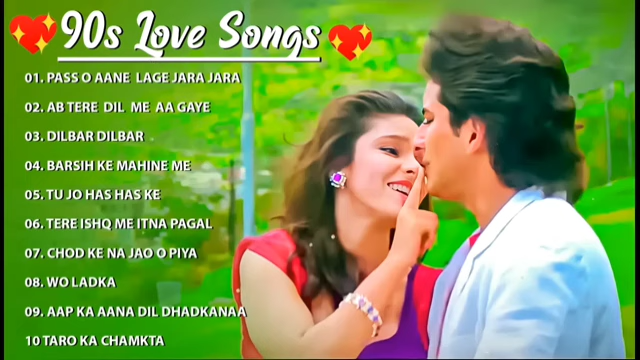 90s Love Songs
01. PASS O AANE LAGE JARA JARA
02. AB TERE DIL ME AA GAYE
03. DILBAR DILBAR
04. BARSIH KE MAHINE ME
05. TU JO HAS HAS KE
06. TERE ISHQ ME ITNA PAGAL
07. CHOD KE NA JAO O PIYA
08. WO LADKA
09. AAP KA AANA DIL DHADKANAA
10 TARO KA CHAMKTA